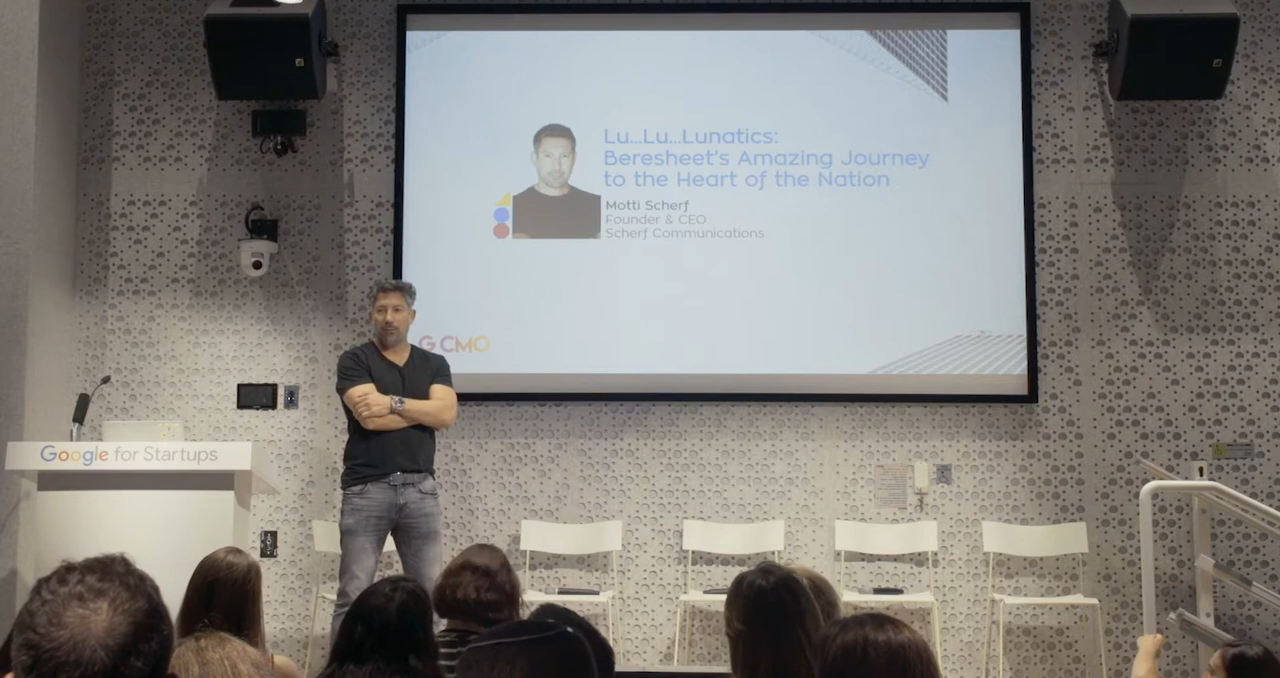 Lu...Lu...Lunatics:
Beresheet's Amazing Journey
to the Heart of the Nation
Motti Scherf
Founder & CEO
Scherf Communications
G CMO
Google for Startups